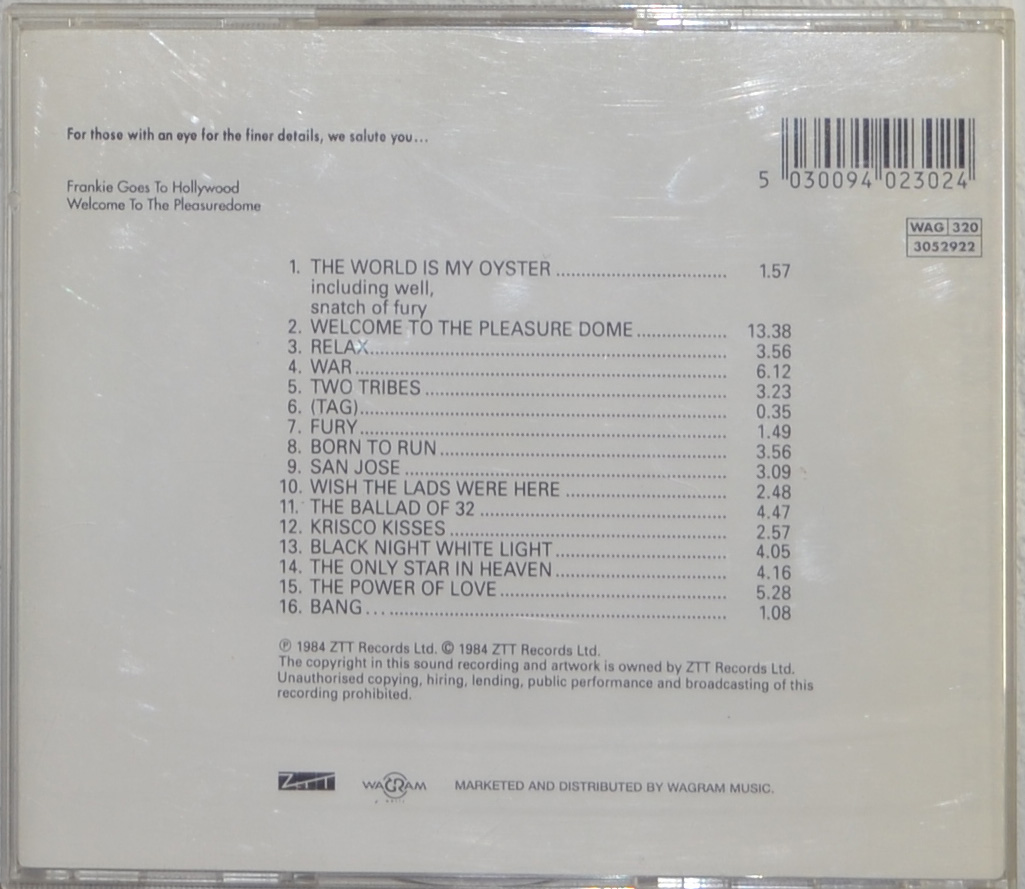 For those with an eye for the finer details, we salute you...
5 030094 023024
Frankie Goes To Hollywood
Welcome To The Pleasuredome
WAG 320
3052922
1. THE WORLD IS MY OYSTER ........ 1.57
including well,
snatch of fury
2. WELCOME TO THE PLEASURE DOME ........ 13.38
3. RELAX ........ 3.56
4. WAR ........ 6.12
5. TWO TRIBES ........ 3.23
6. (TAG) ........ 0.35
7. FURY ........ 1.49
8. BORN TO RUN ........ 3.56
9. SAN JOSE ........ 3.09
10. WISH THE LADS WERE HERE ........ 2.48
11. THE BALLAD OF 32 ........ 4.47
12. KRISCO KISSES ........ 2.57
13. BLACK NIGHT WHITE LIGHT ........ 4.05
14. THE ONLY STAR IN HEAVEN ........ 4.16
15. THE POWER OF LOVE ........ 5.28
16. BANG... ........ 1.08
℗ 1984 ZTT Records Ltd. © 1984 ZTT Records Ltd.
The copyright in this sound recording and artwork is owned by ZTT Records Ltd.
Unauthorised copying, hiring, lending, public performance and broadcasting of this
recording prohibited.
ZTT WAGRAM MARKETED AND DISTRIBUTED BY WAGRAM MUSIC.